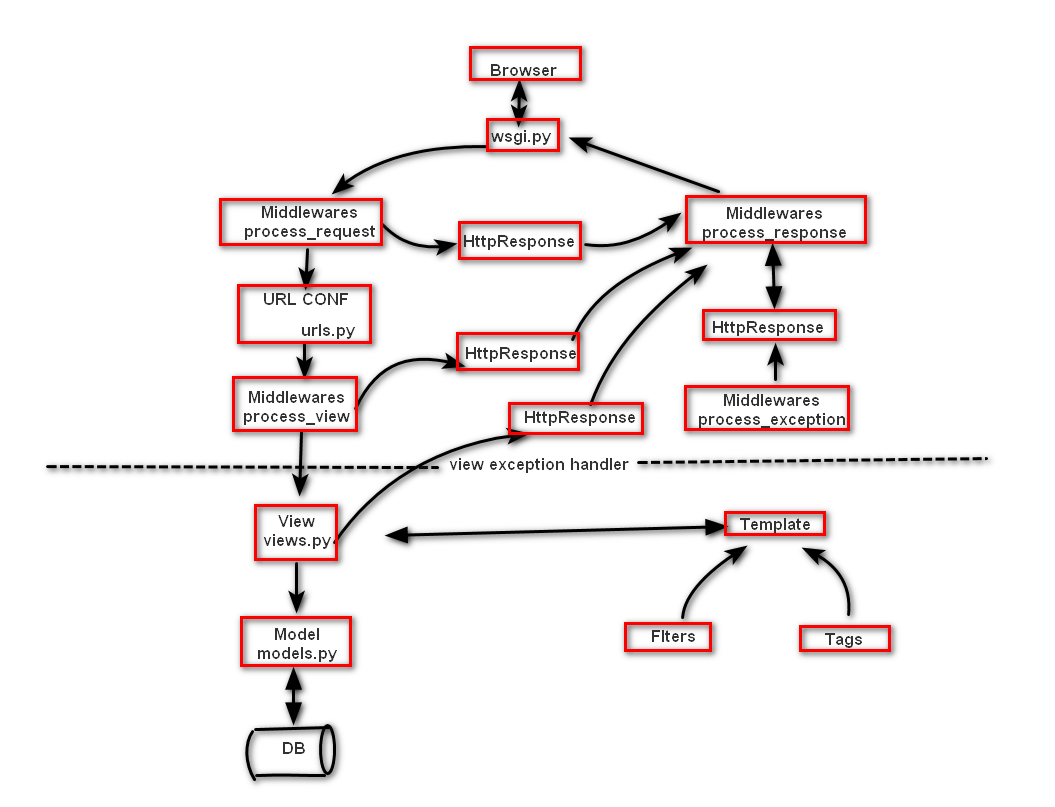 Browser
wsgi.py
Middlewares
process_request
HttpResponse
Middlewares
process_response
URL CONF
urls.py
HttpResponse
HttpResponse
Middlewares
process_view
HttpResponse
Middlewares
process_exception
view exception handler
View
views.py
Template
Model
models.py
Flters
Tags
DB